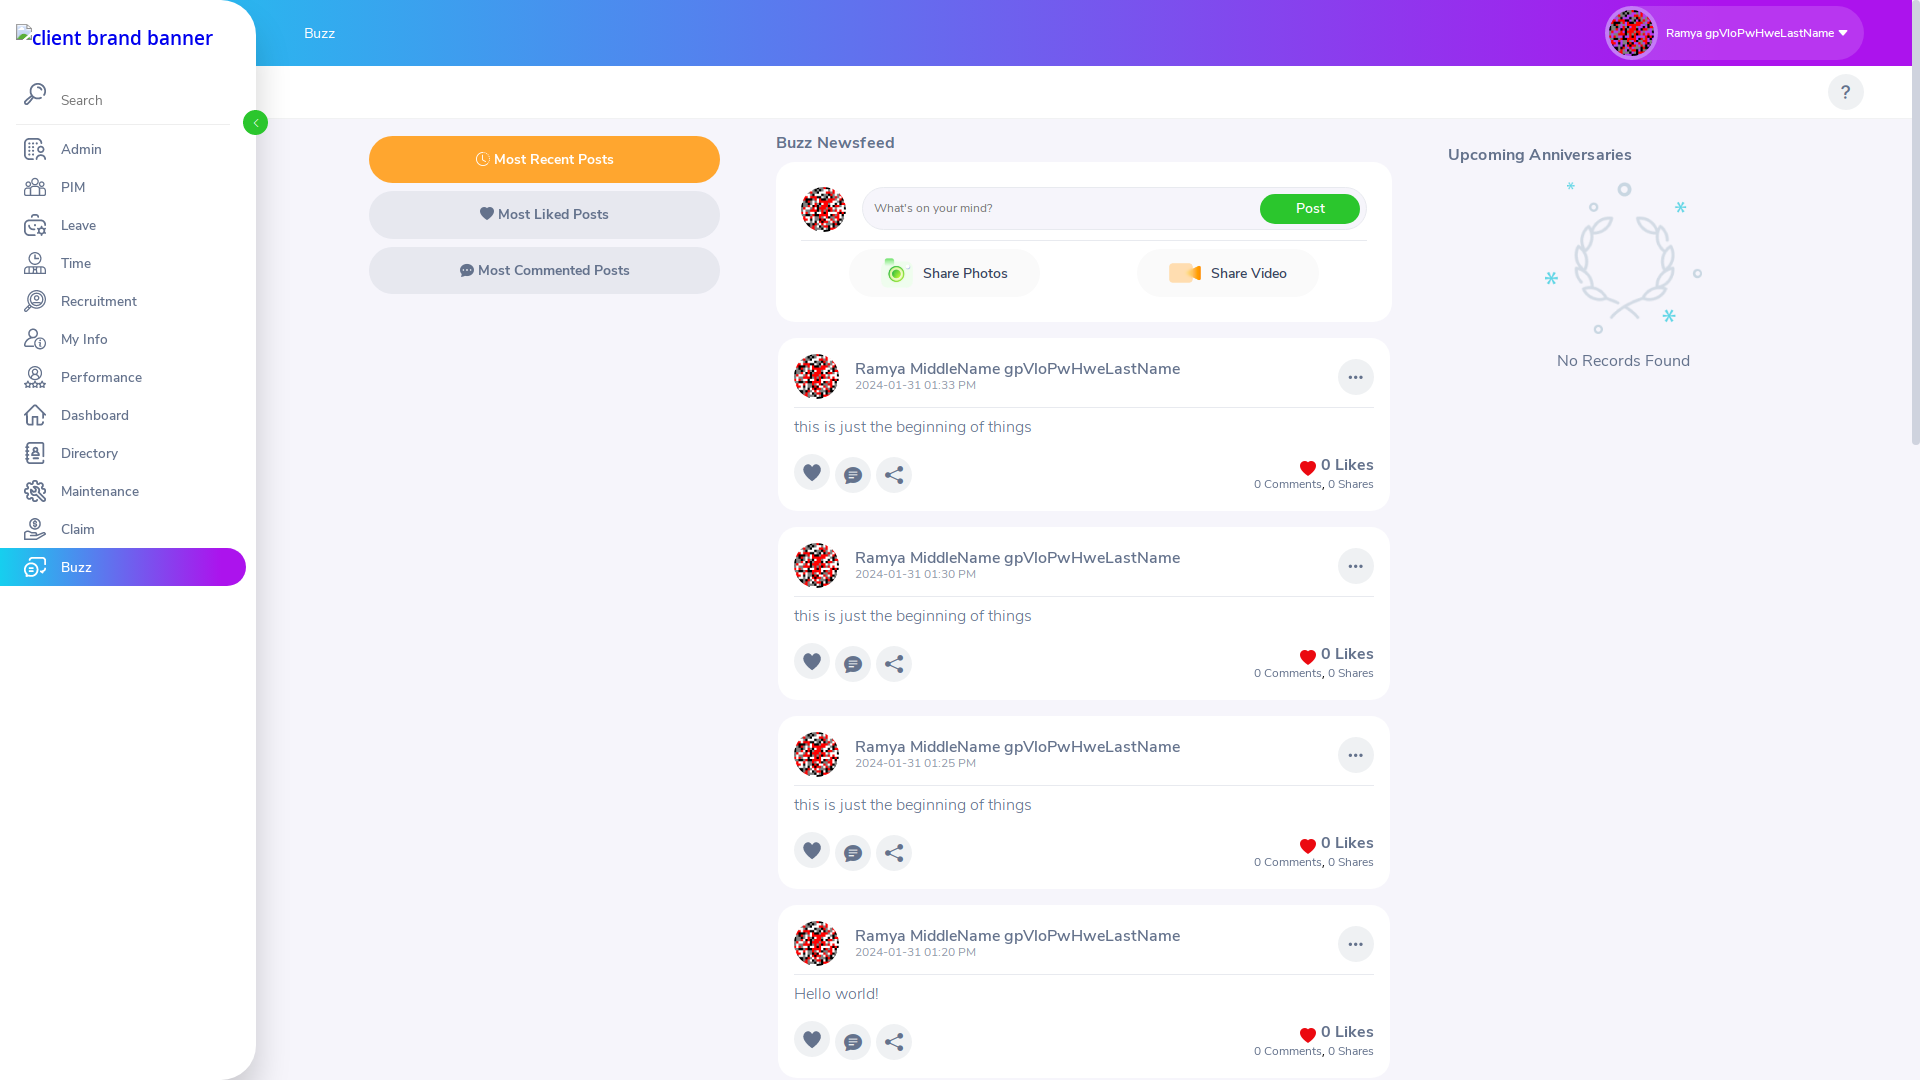 client brand banner
Search
Admin
PIM
Leave
Time
Recruitment
My Info
Performance
Dashboard
Directory
Maintenance
Claim
Buzz
Buzz
Ramya gpVIoPwHweLastName
?
Most Recent Posts
Most Liked Posts
Most Commented Posts
Buzz Newsfeed
What's on your mind?
Post
Share Photos
Share Video
Ramya MiddleName gpVIoPwHweLastName
2024-01-31 01:33 PM
this is just the beginning of things
0 Likes
0 Comments, 0 Shares
Ramya MiddleName gpVIoPwHweLastName
2024-01-31 01:30 PM
this is just the beginning of things
0 Likes
0 Comments, 0 Shares
Ramya MiddleName gpVIoPwHweLastName
2024-01-31 01:25 PM
this is just the beginning of things
0 Likes
0 Comments, 0 Shares
Ramya MiddleName gpVIoPwHweLastName
2024-01-31 01:20 PM
Hello world!
0 Likes
0 Comments, 0 Shares
Upcoming Anniversaries
No Records Found